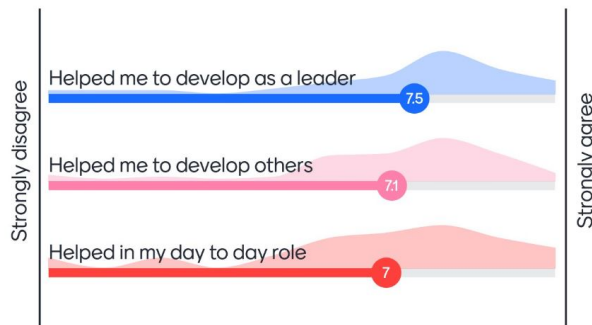 Strongly disagree
Helped me to develop as a leader
7.5
Helped me to develop others
7.1
Helped in my day to day role
7
Strongly agree